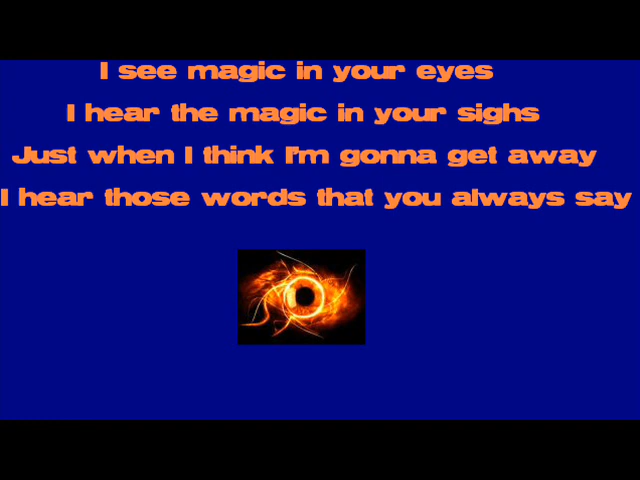 I see magic in your eyes
I hear the magic in your sighs
Just when I think I'm gonna get away
I hear those words that you always say